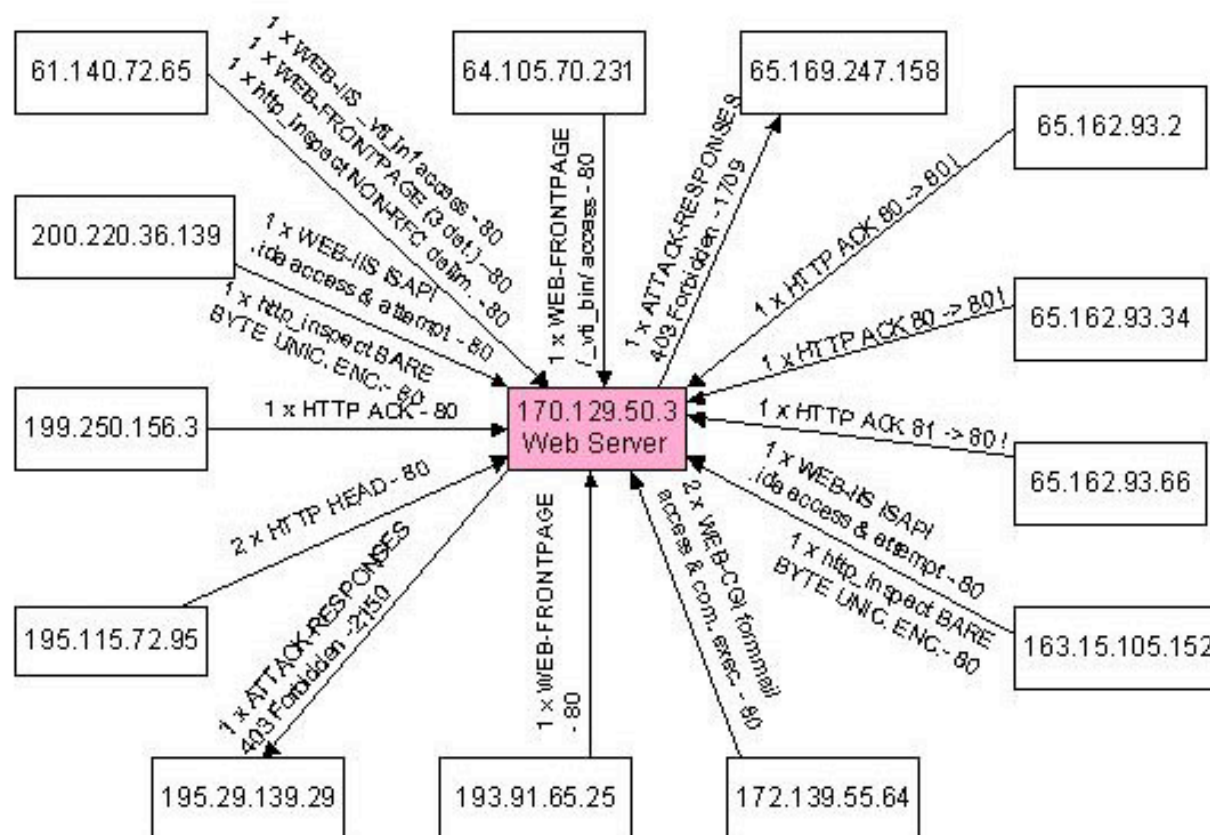 61.140.72.65
1 x WEB-IIS _vti_inf access - 80
1 x WEB-FRONTPAGE (3 def.) - 80
1 x http_inspect NON-RFC delim. - 80
64.105.70.231
1 x WEB-FRONTPAGE
/_vti_bin/ access - 80
65.169.247.158
1 x ATTACK-RESPONSES
403 Forbidden - 1709
65.162.93.2
1 x HTTP ACK 80 -> 80!
200.220.36.139
1 x WEB-IIS ISAPI
.ida access & attempt - 80
1 x http_inspect BARE
BYTE UNIC. ENC.- 80
65.162.93.34
1 x HTTP ACK 80 -> 80!
199.250.156.3
1 x HTTP ACK - 80
170.129.50.3
Web Server
1 x HTTP ACK 81 -> 80!
65.162.93.66
195.115.72.95
2 x HTTP HEAD - 80
1 x WEB-IIS ISAPI
.ida access & attempt - 80
1 x http_inspect BARE
BYTE UNIC. ENC.- 80
163.15.105.152
1 x ATTACK-RESPONSES
403 Forbidden -2150
195.29.139.29
1 x WEB-FRONTPAGE
- 80
193.91.65.25
2 x WEB-CGI formmail
access & com. exec. - 80
172.139.55.64